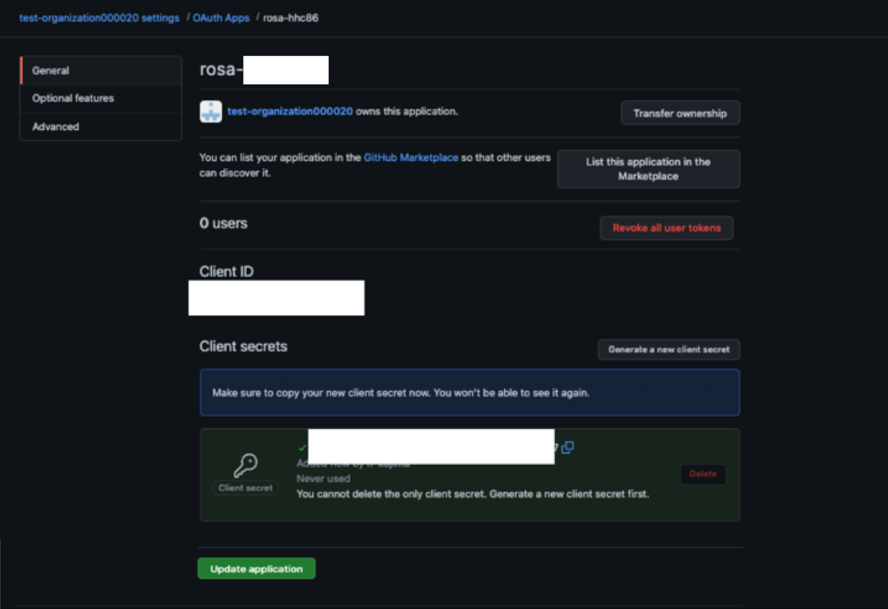 test-organization000020 settings / OAuth Apps / rosa-hhc86
General
Optional features
Advanced
rosa-
test-organization000020 owns this application.
Transfer ownership
You can list your application in the GitHub Marketplace so that other users
can discover it.
List this application in the
Marketplace
0 users
Revoke all user tokens
Client ID
Client secrets
Generate a new client secret
Make sure to copy your new client secret now. You won't be able to see it again.
Client secret
Added now by
Never used
You cannot delete the only client secret. Generate a new client secret first.
Delete
Update application